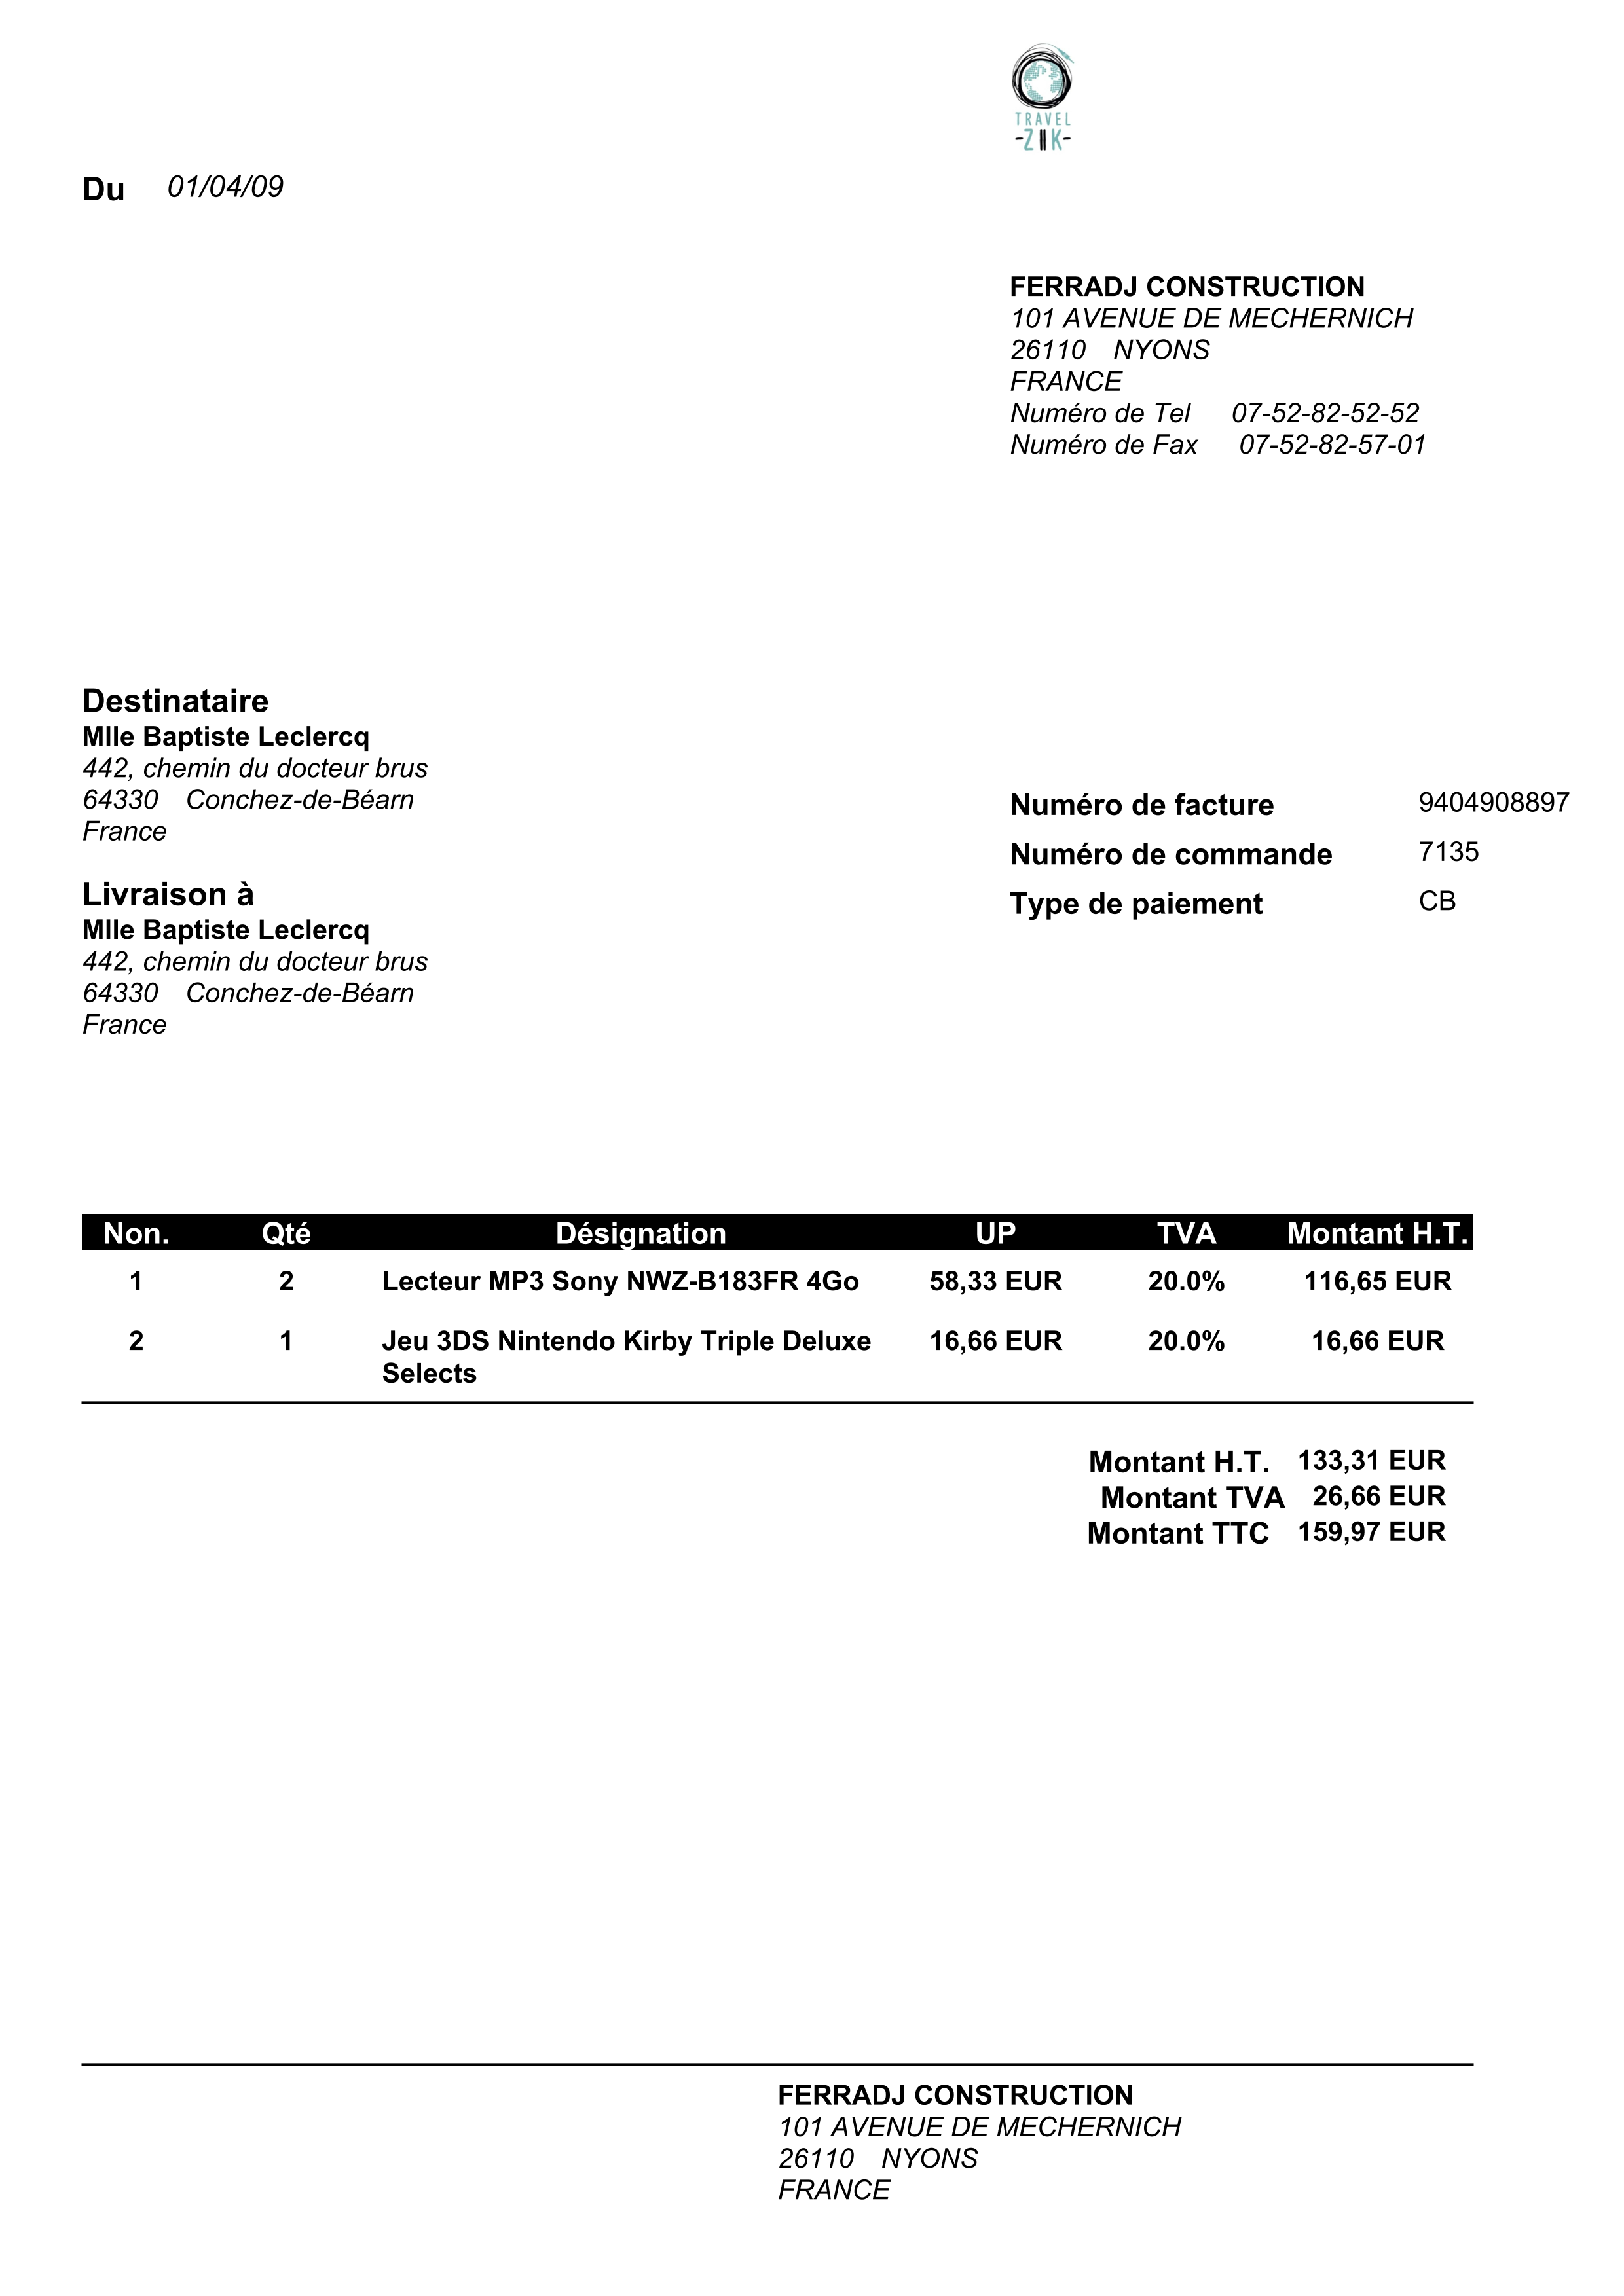 TRAVEL
-ZIIK-
Du 01/04/09
FERRADJ CONSTRUCTION
101 AVENUE DE MECHERNICH
26110 NYONS
FRANCE
Numéro de Tel 07-52-82-52-52
Numéro de Fax 07-52-82-57-01
Destinataire
Mlle Baptiste Leclercq
442, chemin du docteur brus
64330 Conchez-de-Béarn
France
Numéro de facture 9404908897
Numéro de commande 7135
Type de paiement CB
Livraison à
Mlle Baptiste Leclercq
442, chemin du docteur brus
64330 Conchez-de-Béarn
France
Non. Qté Désignation UP TVA Montant H.T.
1 2 Lecteur MP3 Sony NWZ-B183FR 4Go 58,33 EUR 20.0% 116,65 EUR
2 1 Jeu 3DS Nintendo Kirby Triple Deluxe 16,66 EUR 20.0% 16,66 EUR
Selects
Montant H.T. 133,31 EUR
Montant TVA 26,66 EUR
Montant TTC 159,97 EUR
FERRADJ CONSTRUCTION
101 AVENUE DE MECHERNICH
26110 NYONS
FRANCE